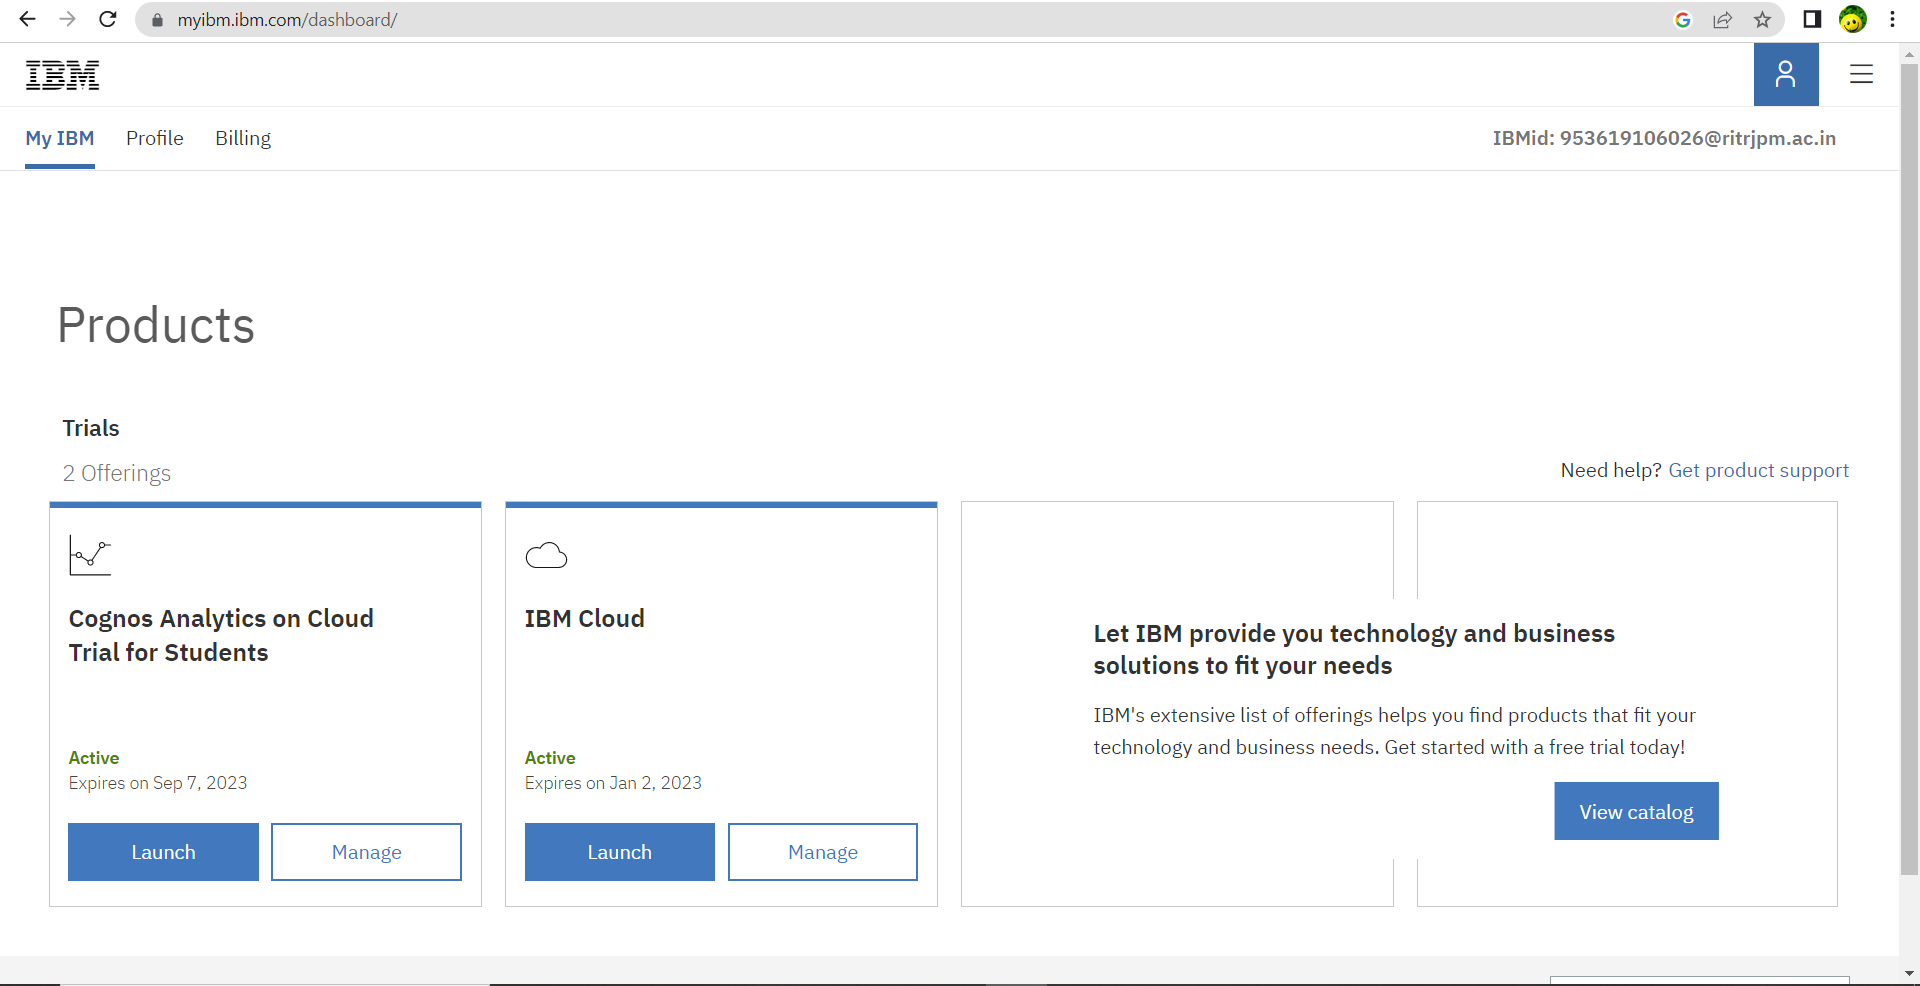 myibm.ibm.com/dashboard/
IBM
My IBM Profile Billing
IBMid: 953619106026@ritrjpm.ac.in
Products
Trials
2 Offerings
Need help? Get product support
Cognos Analytics on Cloud
Trial for Students
Active
Expires on Sep 7, 2023
Launch Manage
IBM Cloud
Active
Expires on Jan 2, 2023
Launch Manage
Let IBM provide you technology and business
solutions to fit your needs
IBM's extensive list of offerings helps you find products that fit your
technology and business needs. Get started with a free trial today!
View catalog